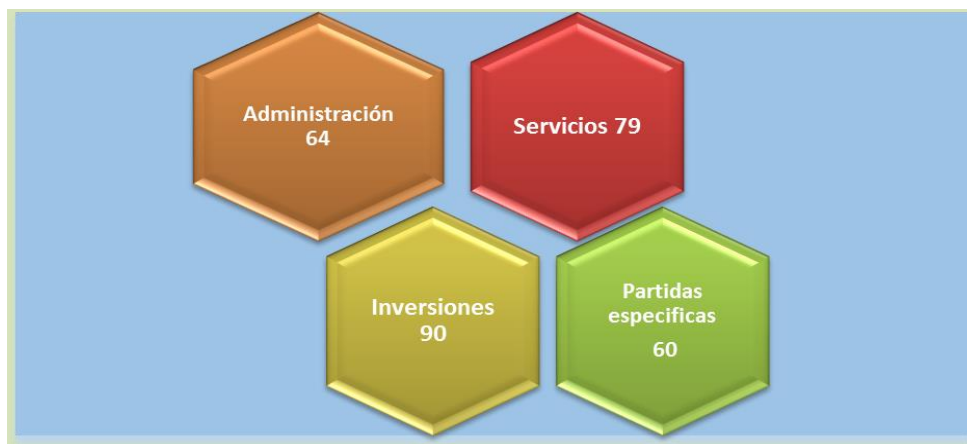 Administración
64
Servicios 79
Inversiones
90
Partidas
especificas
60